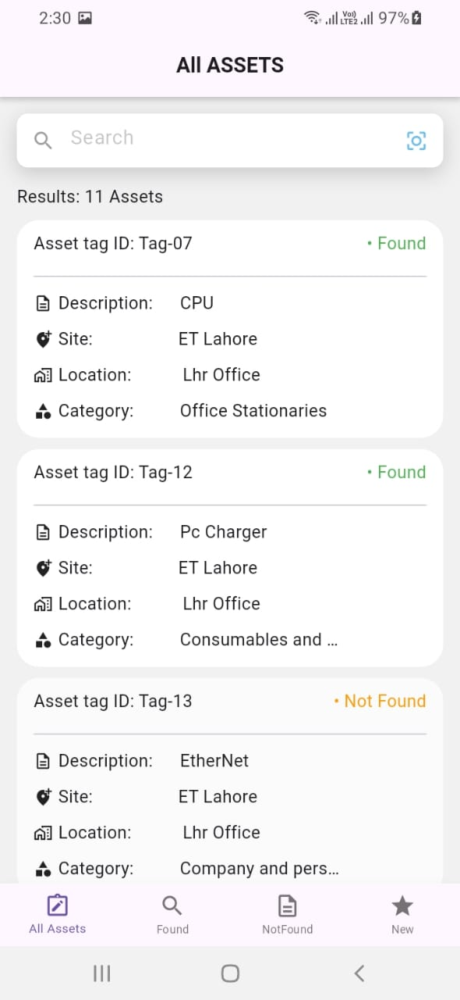 2:30 Vo)) LTE2 97%
All ASSETS
Search
Results: 11 Assets
Asset tag ID: Tag-07 • Found
Description: CPU
Site: ET Lahore
Location: Lhr Office
Category: Office Stationaries
Asset tag ID: Tag-12 • Found
Description: Pc Charger
Site: ET Lahore
Location: Lhr Office
Category: Consumables and ...
Asset tag ID: Tag-13 • Not Found
Description: EtherNet
Site: ET Lahore
Location: Lhr Office
Category: Company and pers...
All Assets Found NotFound New